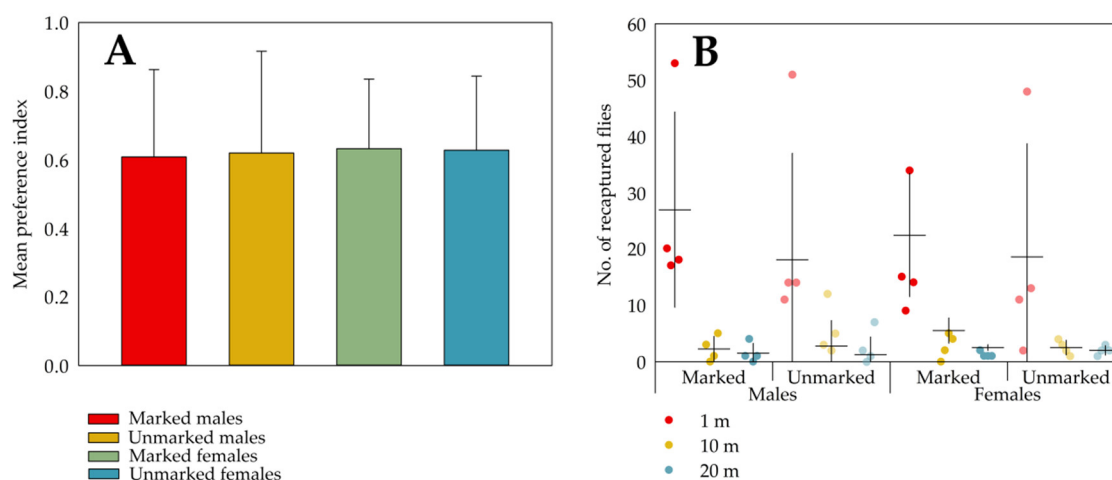 A
Mean preference index
1.0
0.8
0.6
0.4
0.2
0.0
Marked males
Unmarked males
Marked females
Unmarked females
B
No. of recaptured flies
60
50
40
30
20
10
0
Marked Unmarked Marked Unmarked
Males Females
1 m
10 m
20 m